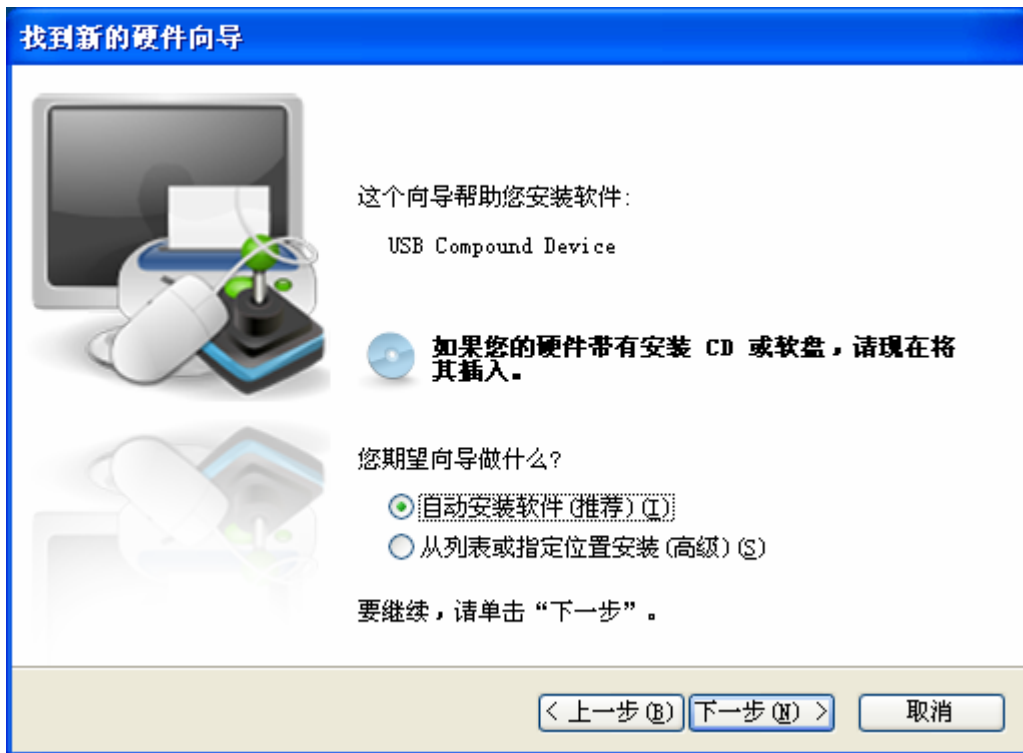 找到新的硬件向导
这个向导帮助您安装软件:
USB Compound Device
如果您的硬件带有安装 CD 或软盘，请现在将
其插入。
您期望向导做什么?
自动安装软件(推荐)(I)
从列表或指定位置安装(高级)(S)
要继续，请单击“下一步”。
< 上一步(B) 下一步(N) > 取消